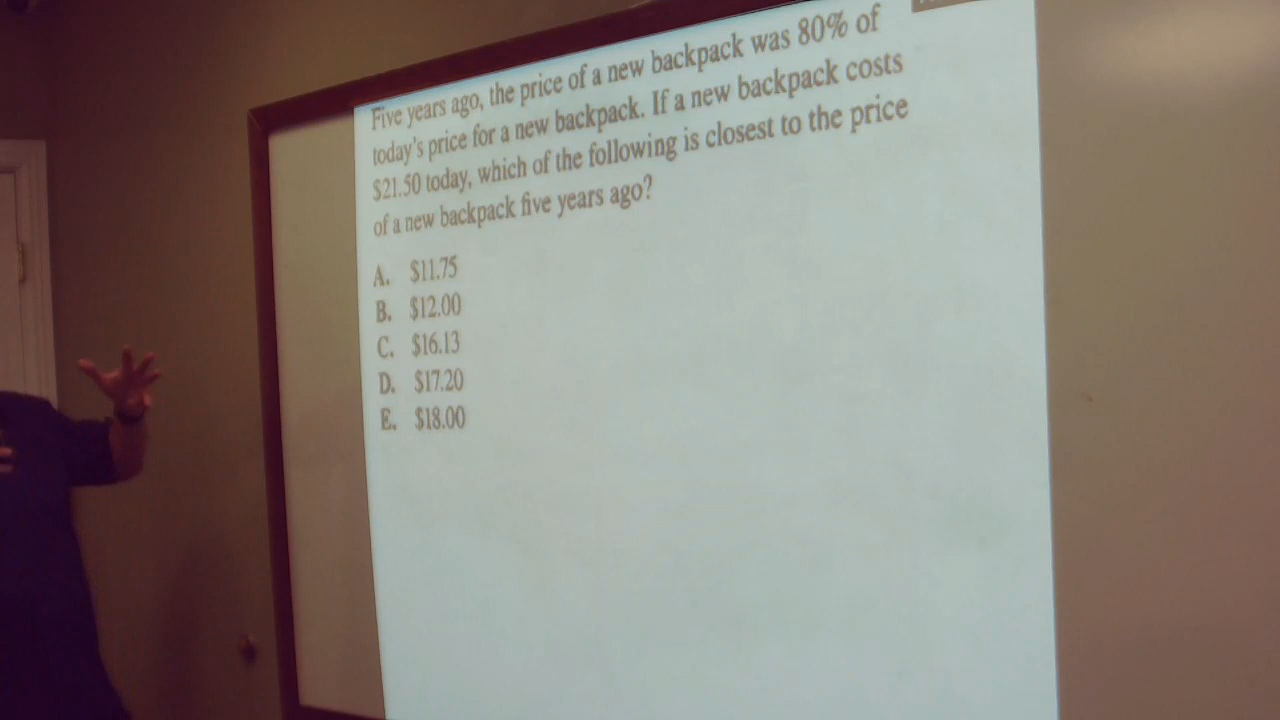 Five years ago, the price of a new backpack was 80% of
today's price for a new backpack. If a new backpack costs
$21.50 today, which of the following is closest to the price
of a new backpack five years ago?
A. $11.75
B. $12.00
C. $16.13
D. $17.20
E. $18.00